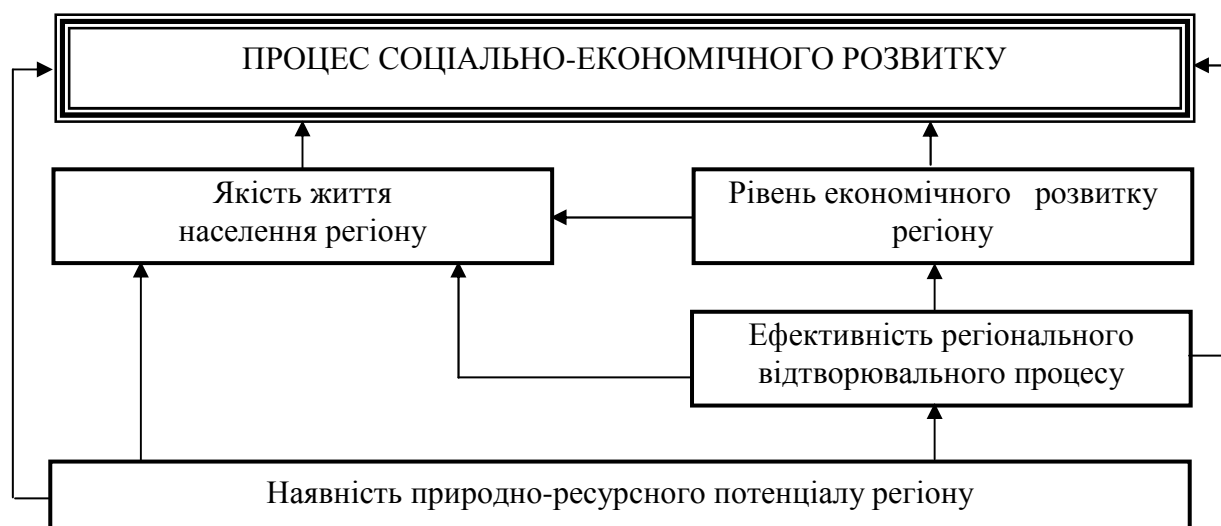 ПРОЦЕС СОЦІАЛЬНО-ЕКОНОМІЧНОГО РОЗВИТКУ
Якість життя
населення регіону
Рівень економічного розвитку
регіону
Ефективність регіонального
відтворювального процесу
Наявність природно-ресурсного потенціалу регіону